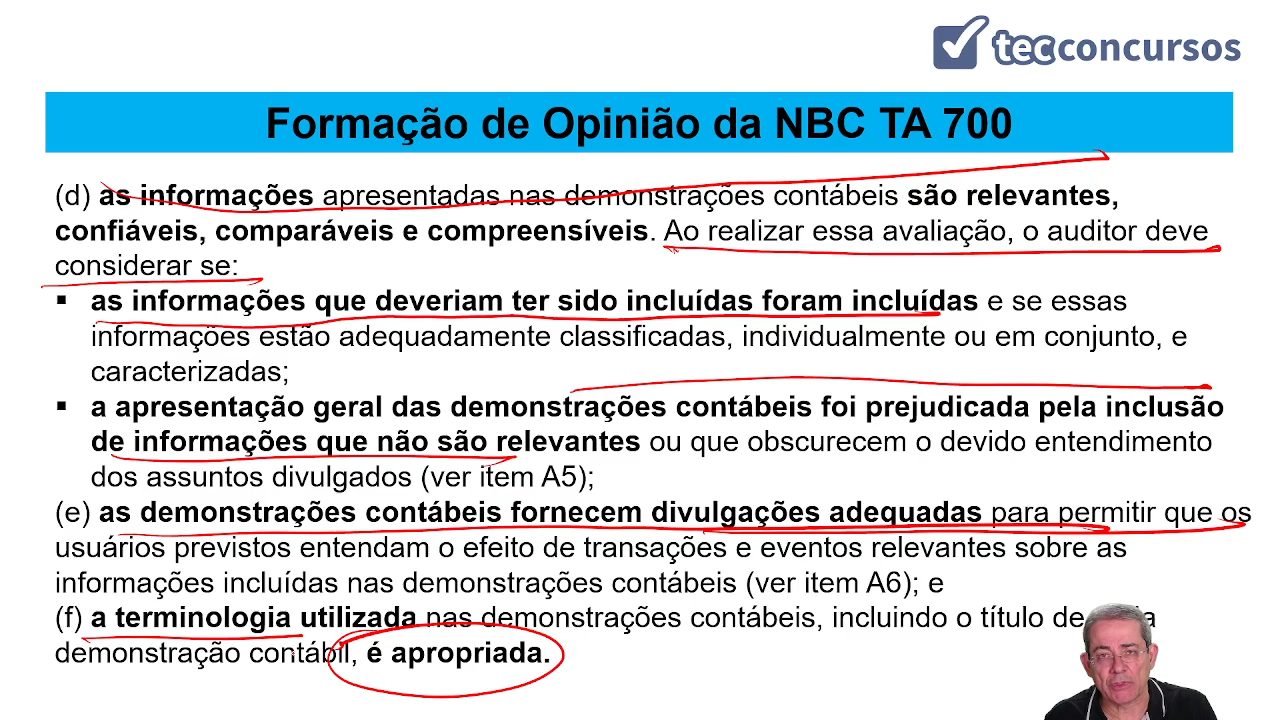 tecconcursos
Formação de Opinião da NBC TA 700
(d) as informações apresentadas nas demonstrações contábeis são relevantes,
confiáveis, comparáveis e compreensíveis. Ao realizar essa avaliação, o auditor deve
considerar se:
▪ as informações que deveriam ter sido incluídas foram incluídas e se essas
informações estão adequadamente classificadas, individualmente ou em conjunto, e
caracterizadas;
▪ a apresentação geral das demonstrações contábeis foi prejudicada pela inclusão
de informações que não são relevantes ou que obscurecem o devido entendimento
dos assuntos divulgados (ver item A5);
(e) as demonstrações contábeis fornecem divulgações adequadas para permitir que os
usuários previstos entendam o efeito de transações e eventos relevantes sobre as
informações incluídas nas demonstrações contábeis (ver item A6); e
(f) a terminologia utilizada nas demonstrações contábeis, incluindo o título de
demonstração contábil, é apropriada.